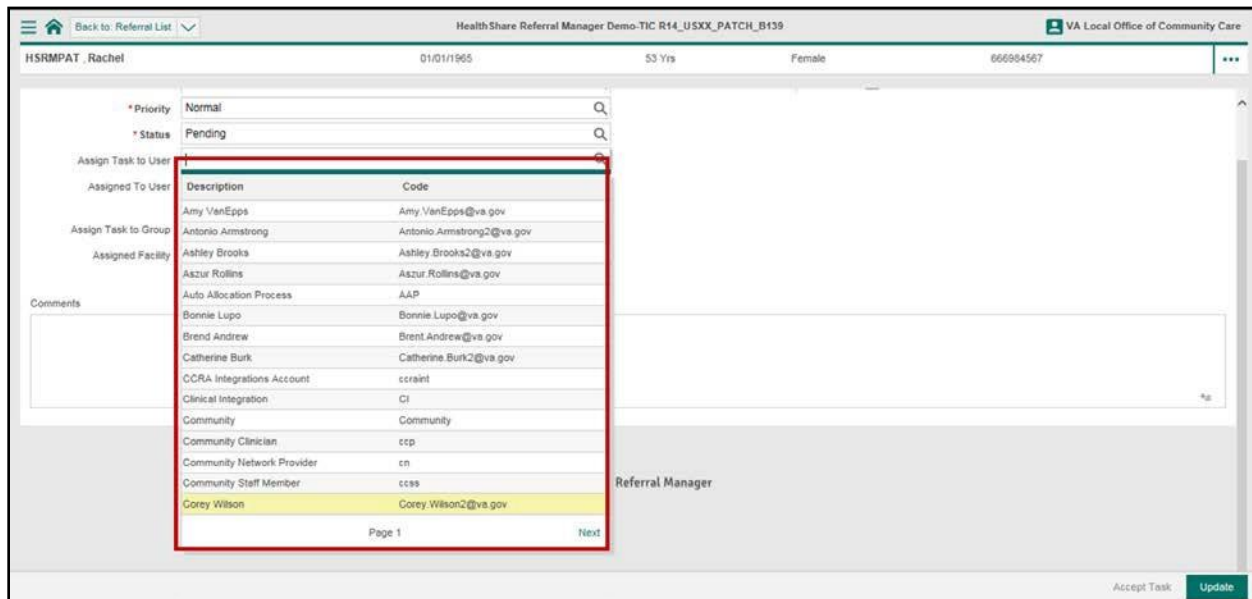 Back to: Referral List HealthShare Referral Manager Demo-TIC R14_USXX_PATCH_B139 VA Local Office of Community Care
HSRMPAT , Rachel 01/01/1965 53 Yrs Female 666984567
* Priority Normal
* Status Pending
Assign Task to User
Assigned To User Description Code
Amy VanEpps Amy.VanEpps@va.gov
Assign Task to Group Antonio Armstrong Antonio.Armstrong2@va.gov
Assigned Facility Ashley Brooks Ashley.Brooks2@va.gov
Aszur Rollins Aszur.Rollins@va.gov
Auto Allocation Process AAP
Comments
Bonnie Lupo Bonnie.Lupo@va.gov
Brend Andrew Brent.Andrew@va.gov
Catherine Burk Catherine.Burk2@va.gov
CCRA Integrations Account ccraint
Clinical Integration CI
Community Community
Community Clinician ccp
Community Network Provider cn
Community Staff Member ccss Referral Manager
Corey Wilson Corey.Wilson2@va.gov
Page 1 Next
Accept Task Update